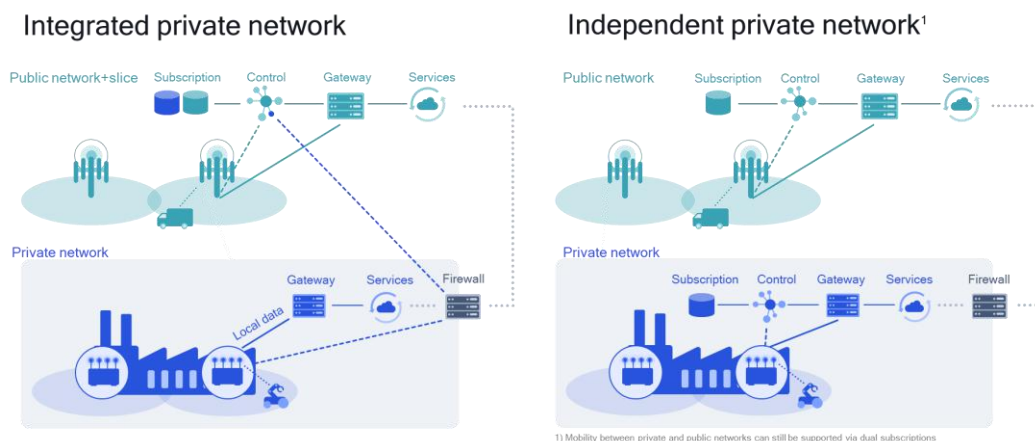 Integrated private network
Public network+slice
Subscription
Control
Gateway
Services
Private network
Gateway
Services
Firewall
Local data
Independent private network¹
Public network
Subscription
Control
Gateway
Services
Private network
Subscription
Control
Gateway
Services
Firewall
1) Mobility between private and public networks can still be supported via dual subscriptions